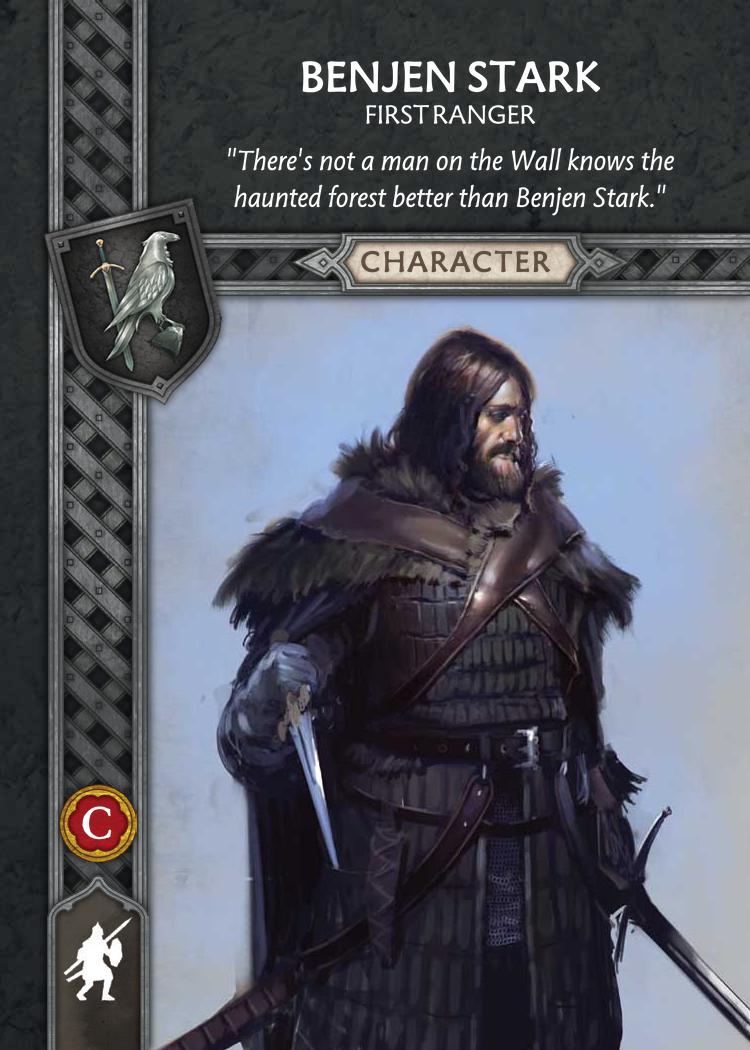 BENJEN STARK
FIRST RANGER
"There's not a man on the Wall knows the
haunted forest better than Benjen Stark."
CHARACTER
C